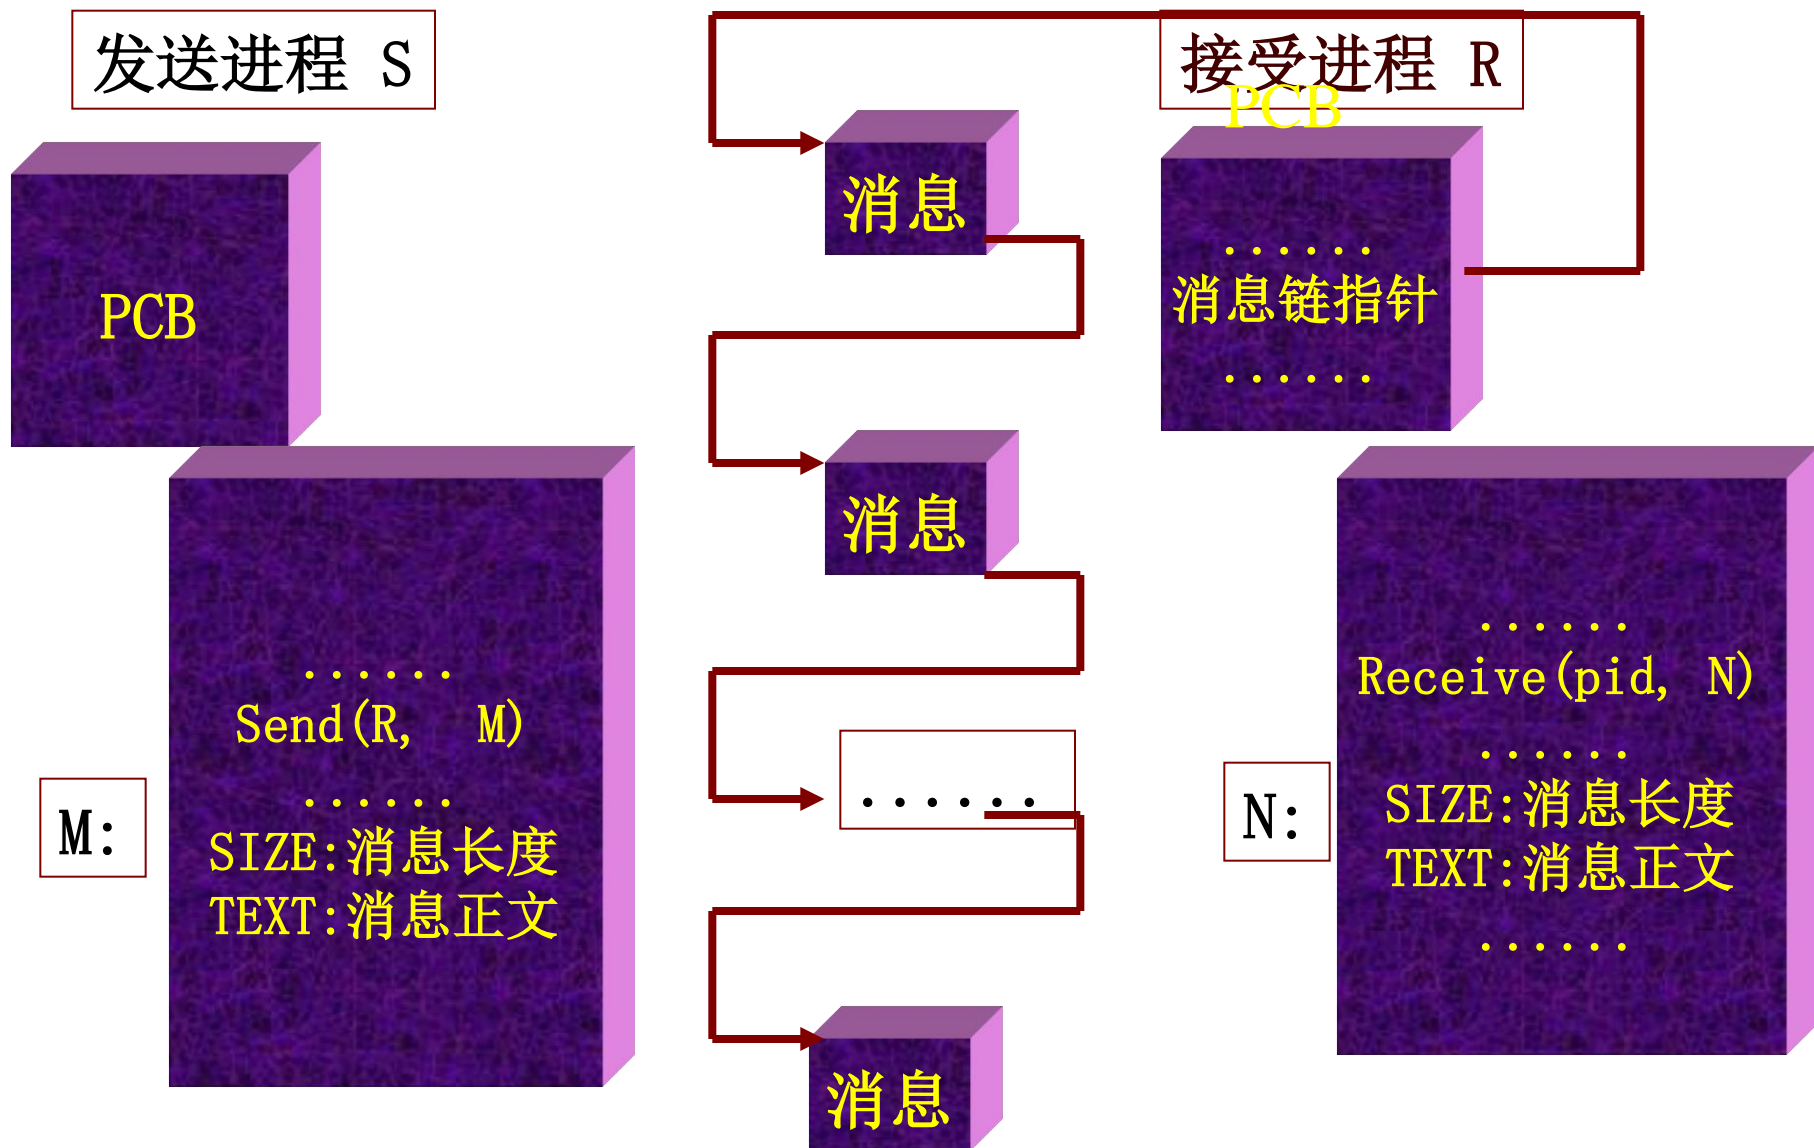 发送进程 S
PCB
......
Send(R, M)
......
SIZE:消息长度
TEXT:消息正文
M:
消息
消息
......
消息
接受进程 R
PCB
......
消息链指针
......
......
Receive(pid, N)
......
SIZE:消息长度
TEXT:消息正文
......
N: